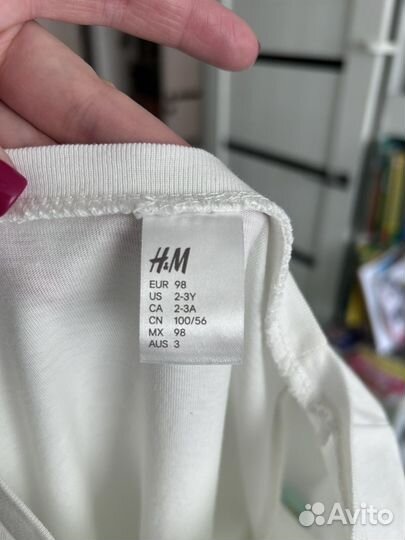 H&M
EUR 98
US 2-3Y
CA 2-3A
CN 100/56
MX 98
AUS 3
Avito